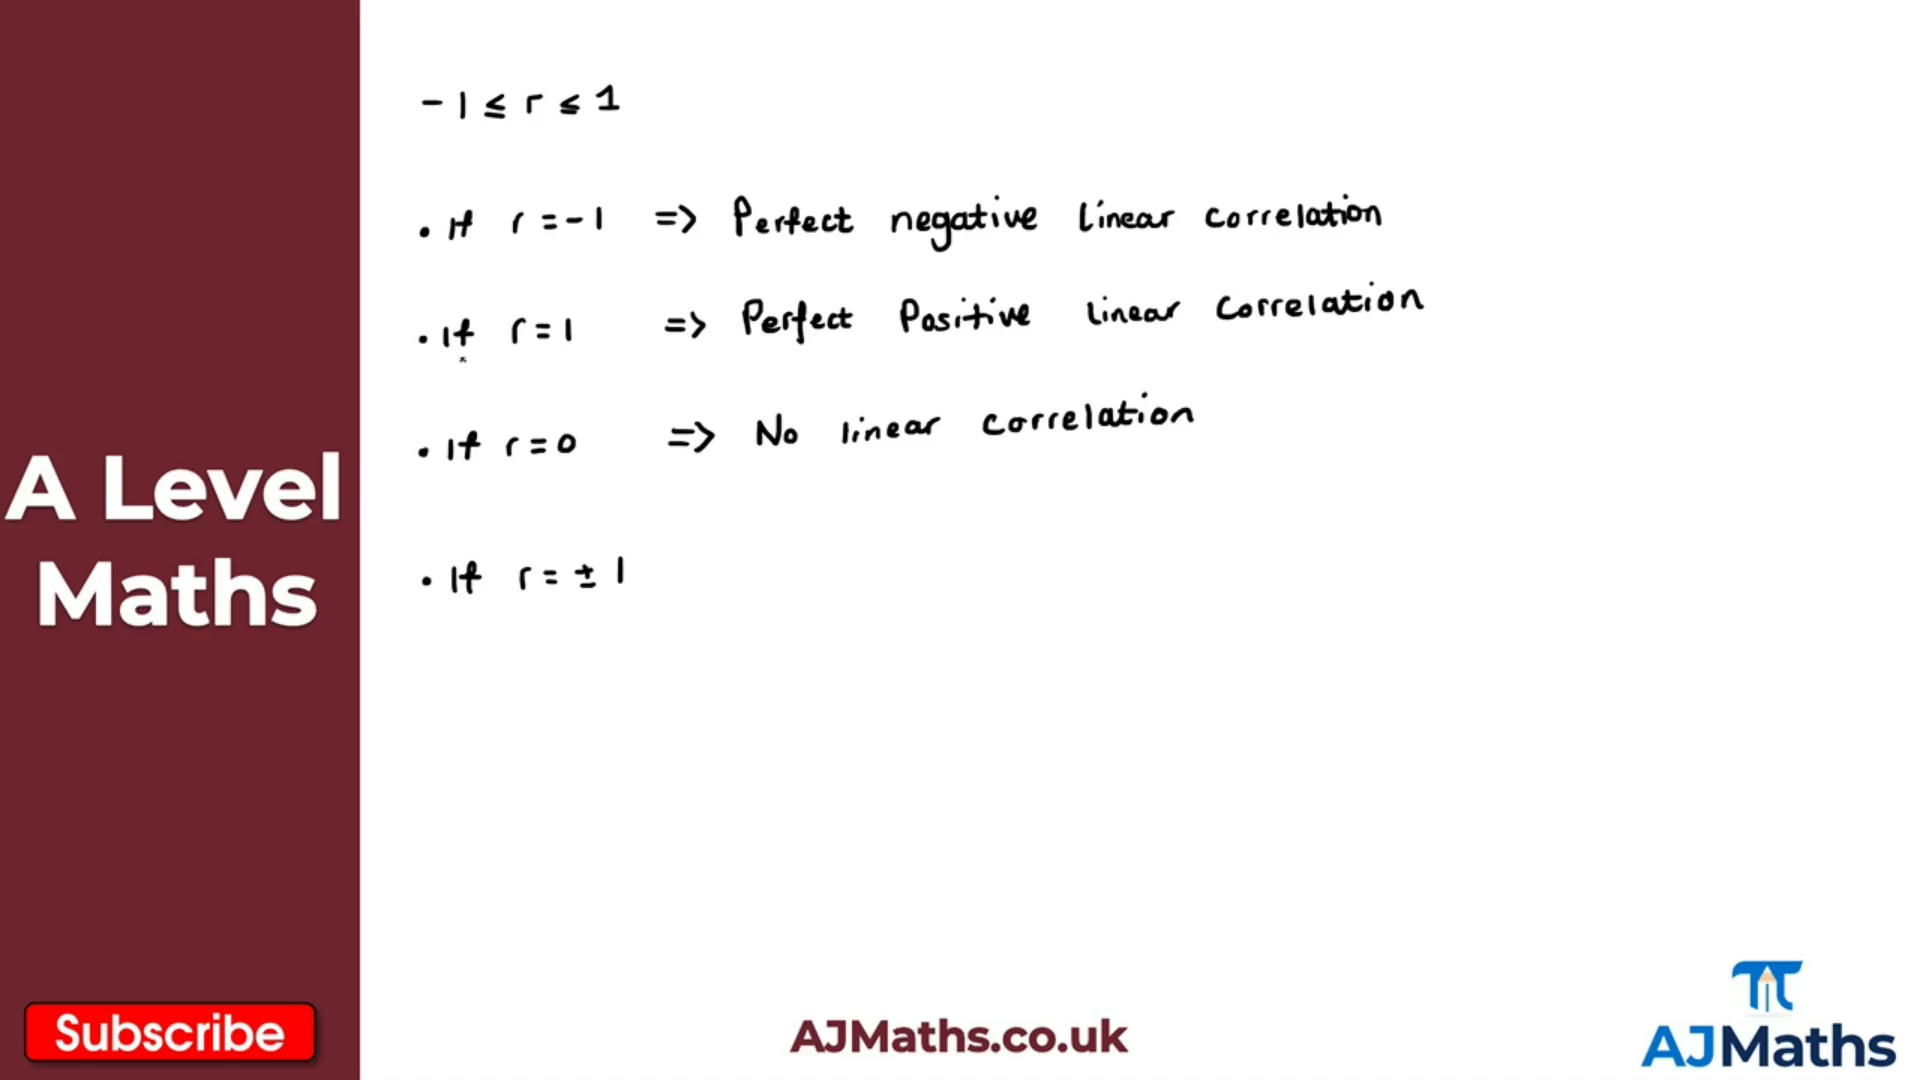 -1 ≤ r ≤ 1
• If r = -1 => Perfect negative linear correlation
• If r = 1 => Perfect Positive linear correlation
• If r = 0 => No linear correlation
A Level
Maths
• If r = ± 1
Subscribe
AJMaths.co.uk
AJMaths